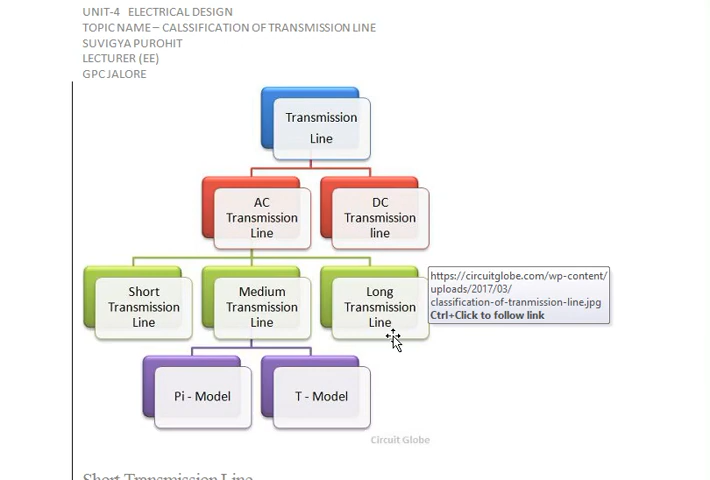 UNIT-4 ELECTRICAL DESIGN
TOPIC NAME – CALSSIFICATION OF TRANSMISSION LINE
SUVIGYA PUROHIT
LECTURER (EE)
GPC JALORE
Transmission
Line
AC
Transmission
Line
DC
Transmission
line
Short
Transmission
Line
Medium
Transmission
Line
Long
Transmission
Line
https://circuitglobe.com/wp-content/
uploads/2017/03/
classification-of-tranmission-line.jpg
Ctrl+Click to follow link
Pi - Model
T - Model
Circuit Globe
Short Transmission Line